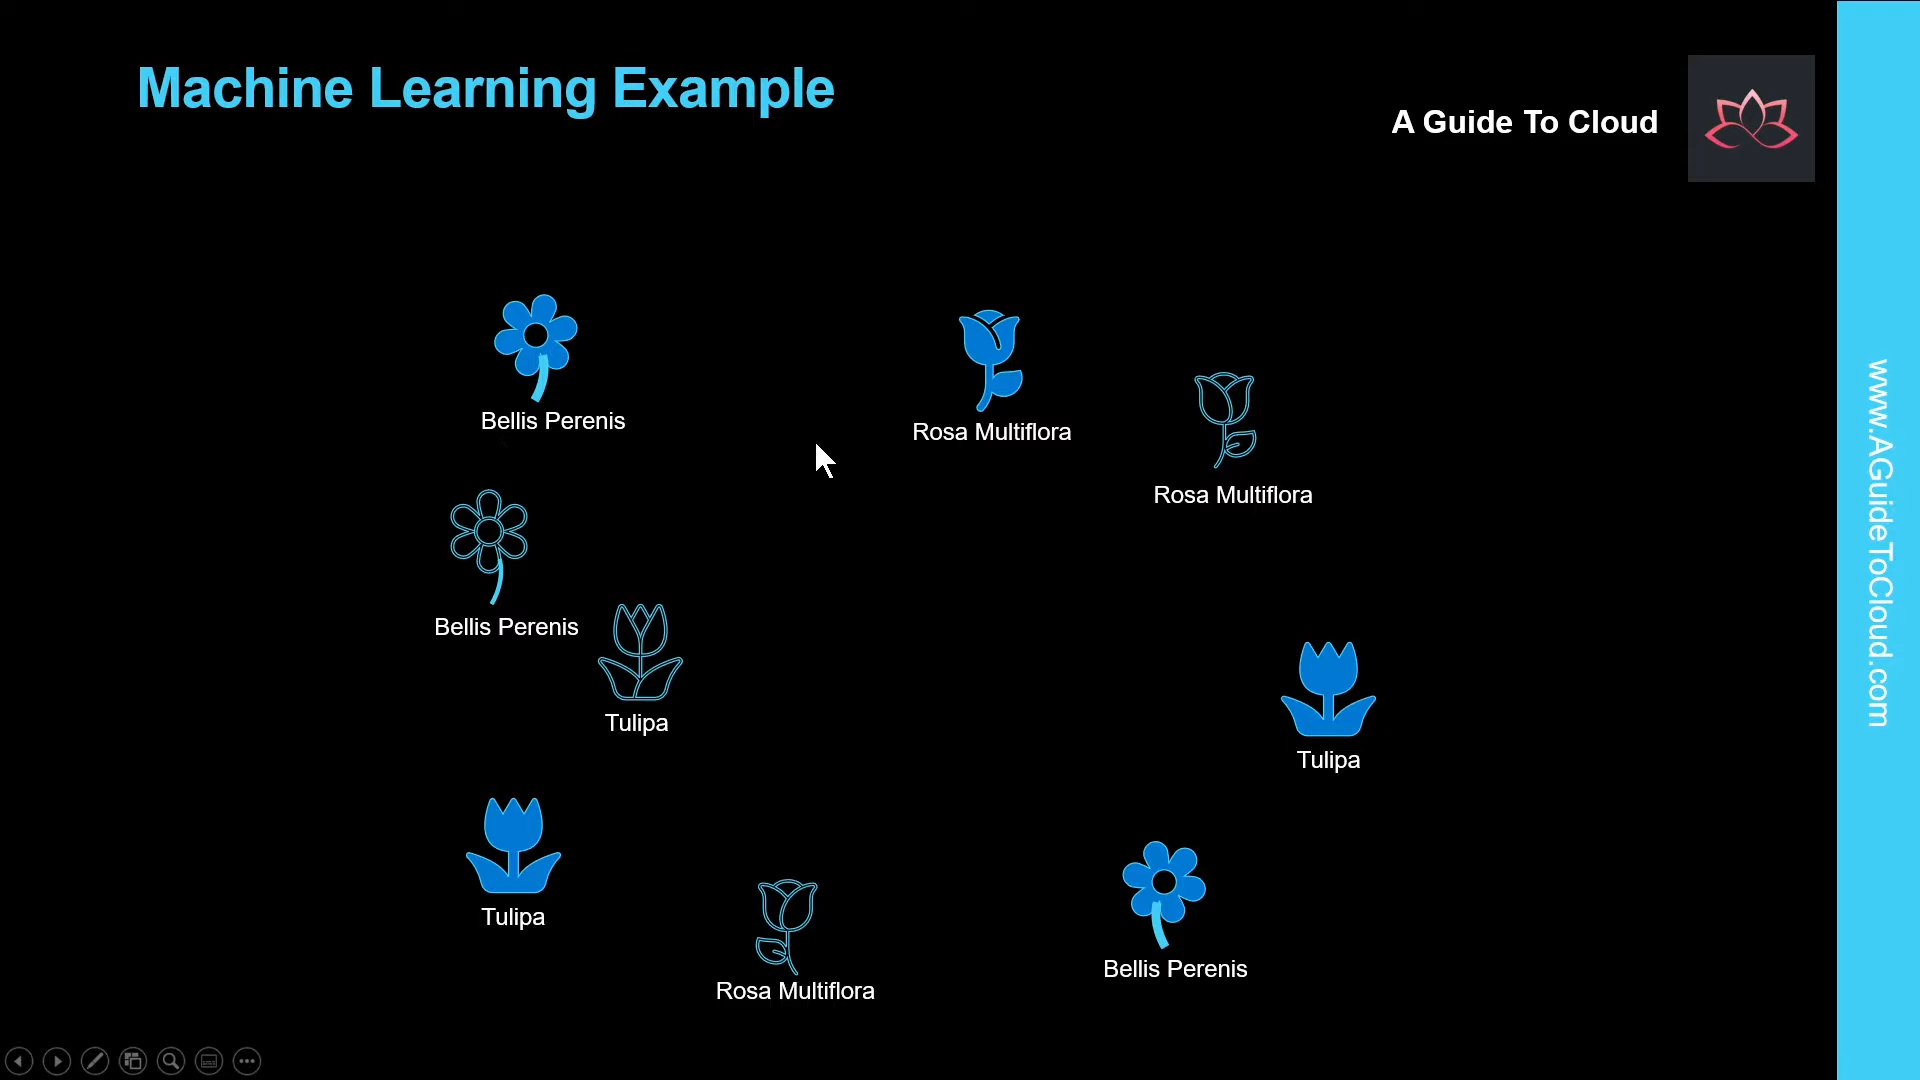 Machine Learning Example
A Guide To Cloud
www.AGuideToCloud.com
Bellis Perenis
Rosa Multiflora
Rosa Multiflora
Bellis Perenis
Tulipa
Tulipa
Tulipa
Bellis Perenis
Rosa Multiflora